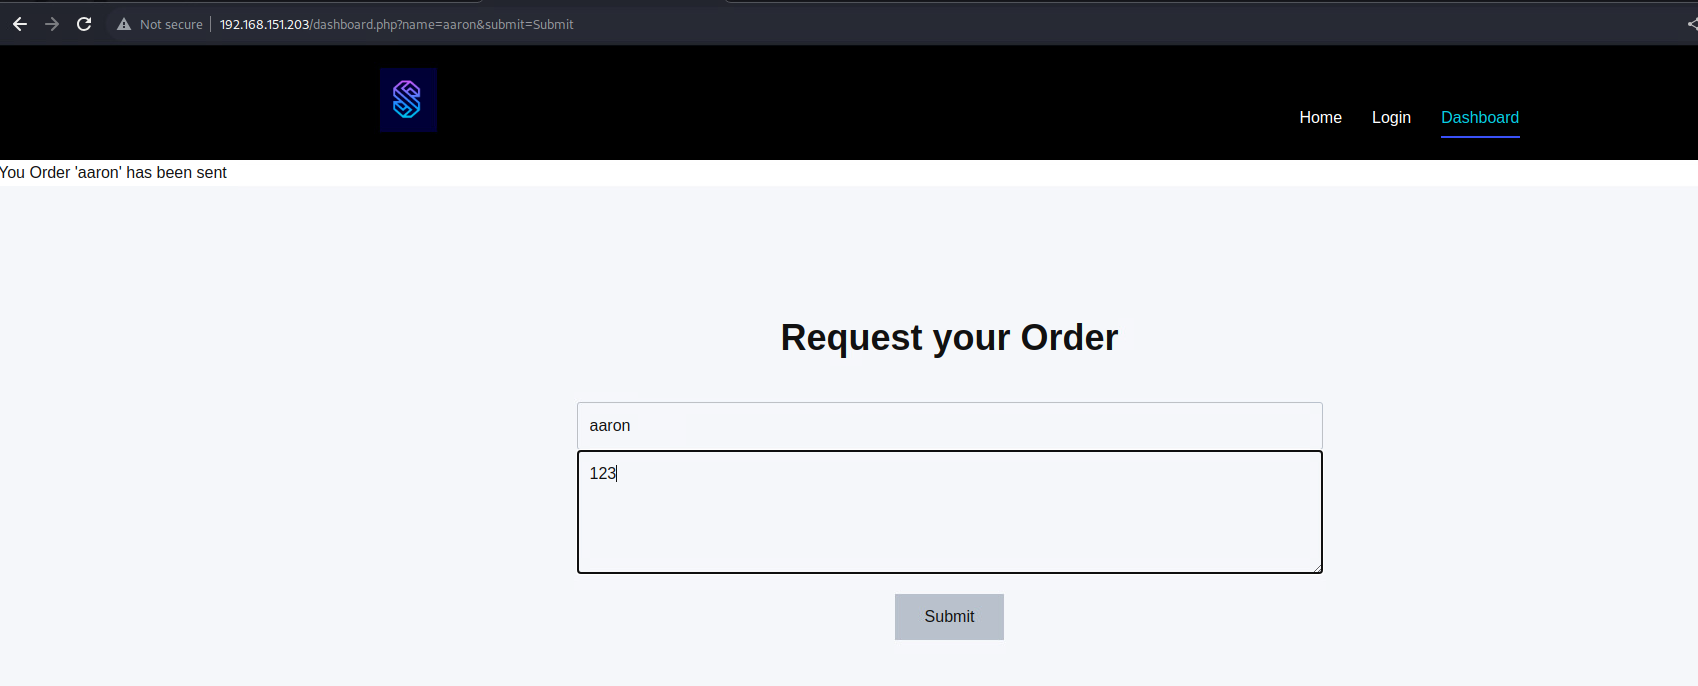 Not secure 192.168.151.203/dashboard.php?name=aaron&submit=Submit
Home Login Dashboard
You Order 'aaron' has been sent
Request your Order
aaron
123
Submit